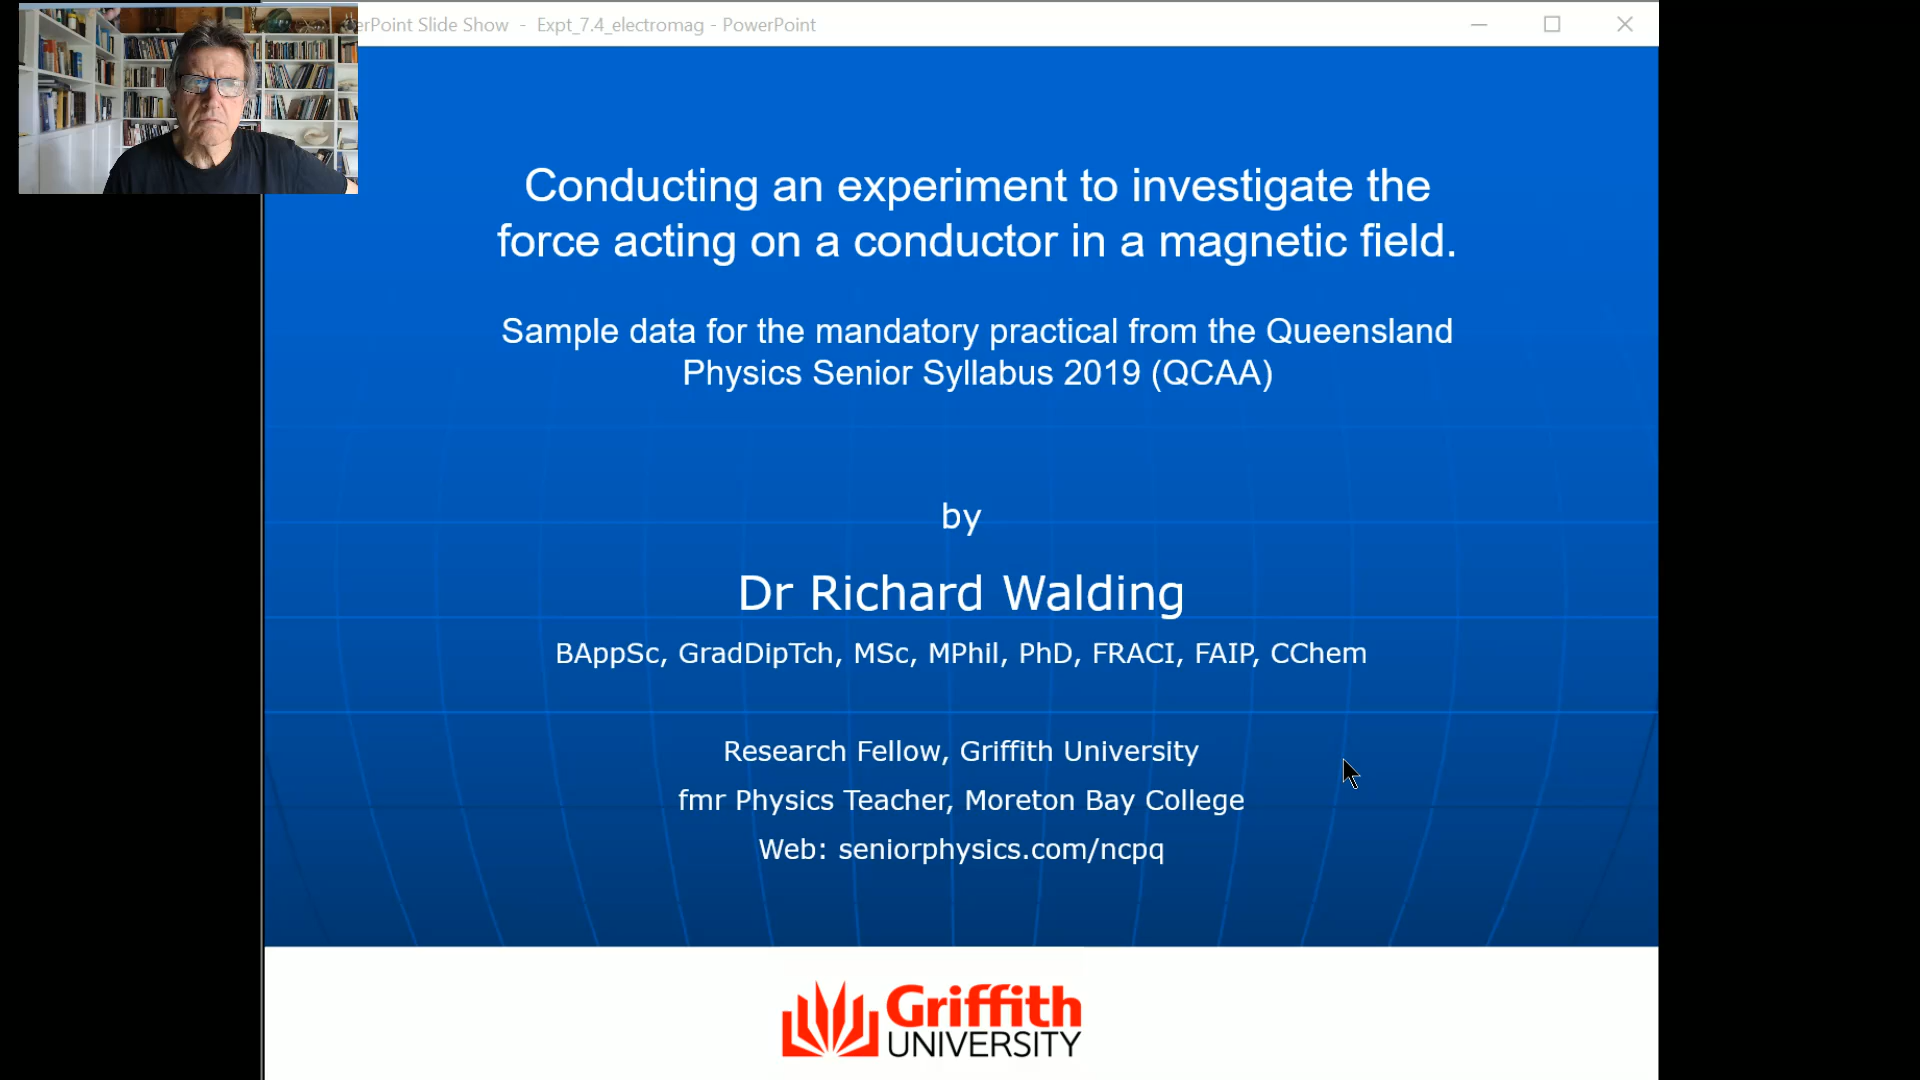 erPoint Slide Show - Expt_7.4_electromag - PowerPoint
Conducting an experiment to investigate the
force acting on a conductor in a magnetic field.
Sample data for the mandatory practical from the Queensland
Physics Senior Syllabus 2019 (QCAA)
by
Dr Richard Walding
BAppSc, GradDipTch, MSc, MPhil, PhD, FRACI, FAIP, CChem
Research Fellow, Griffith University
fmr Physics Teacher, Moreton Bay College
Web: seniorphysics.com/ncpq
Griffith
UNIVERSITY